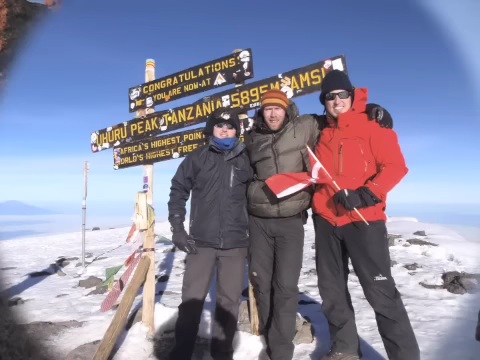 CONGRATULATIONS
YOU ARE NOW AT
UHURU PEAK TANZANIA 5895M AMSL
AFRICA'S HIGHEST POINT
WORLD'S HIGHEST FREE